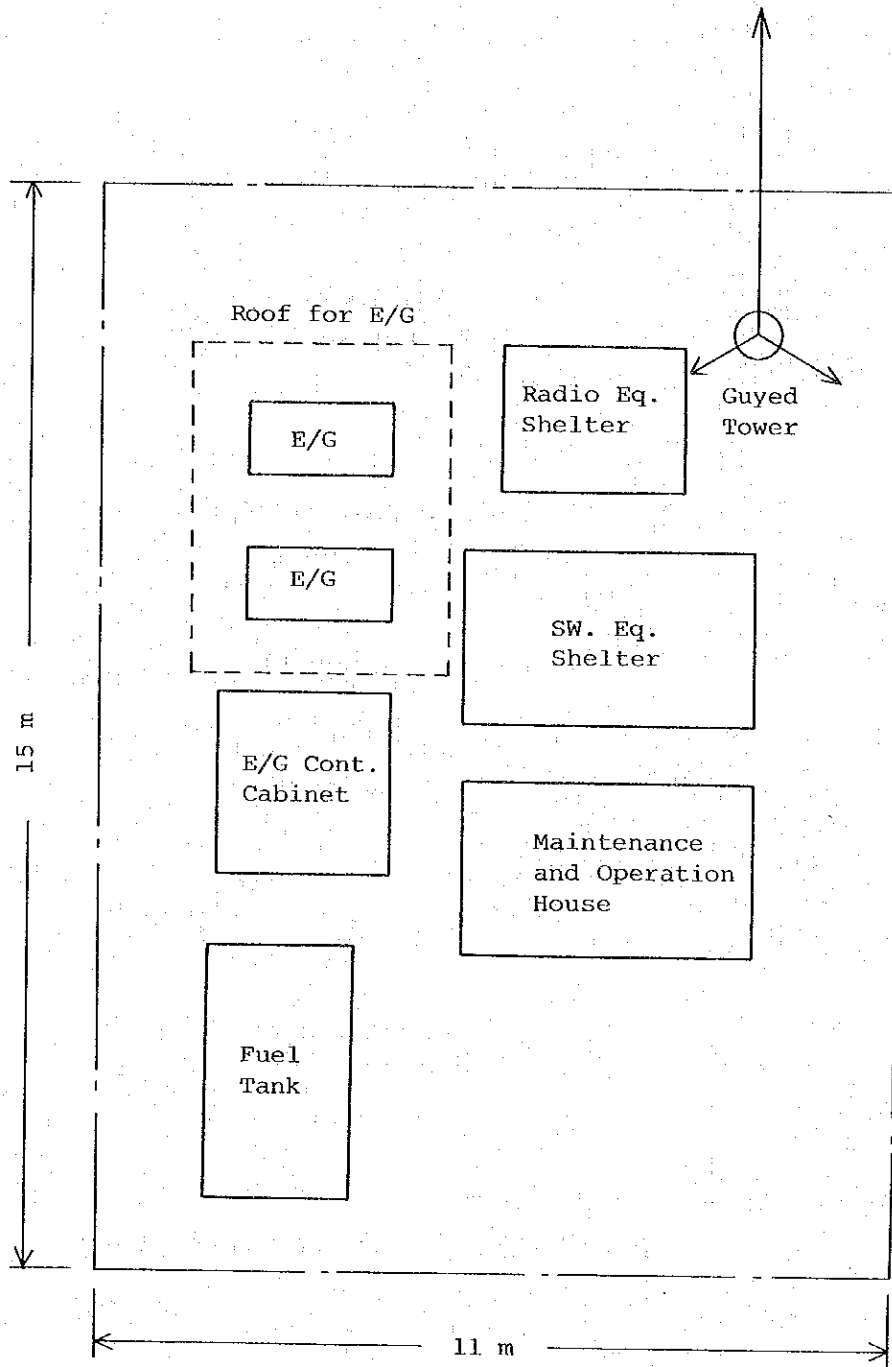 Roof for E/G
E/G
Radio Eq.
Shelter
Guyed
Tower
E/G
SW. Eq.
Shelter
15 m
E/G Cont.
Cabinet
Maintenance
and Operation
House
Fuel
Tank
11 m